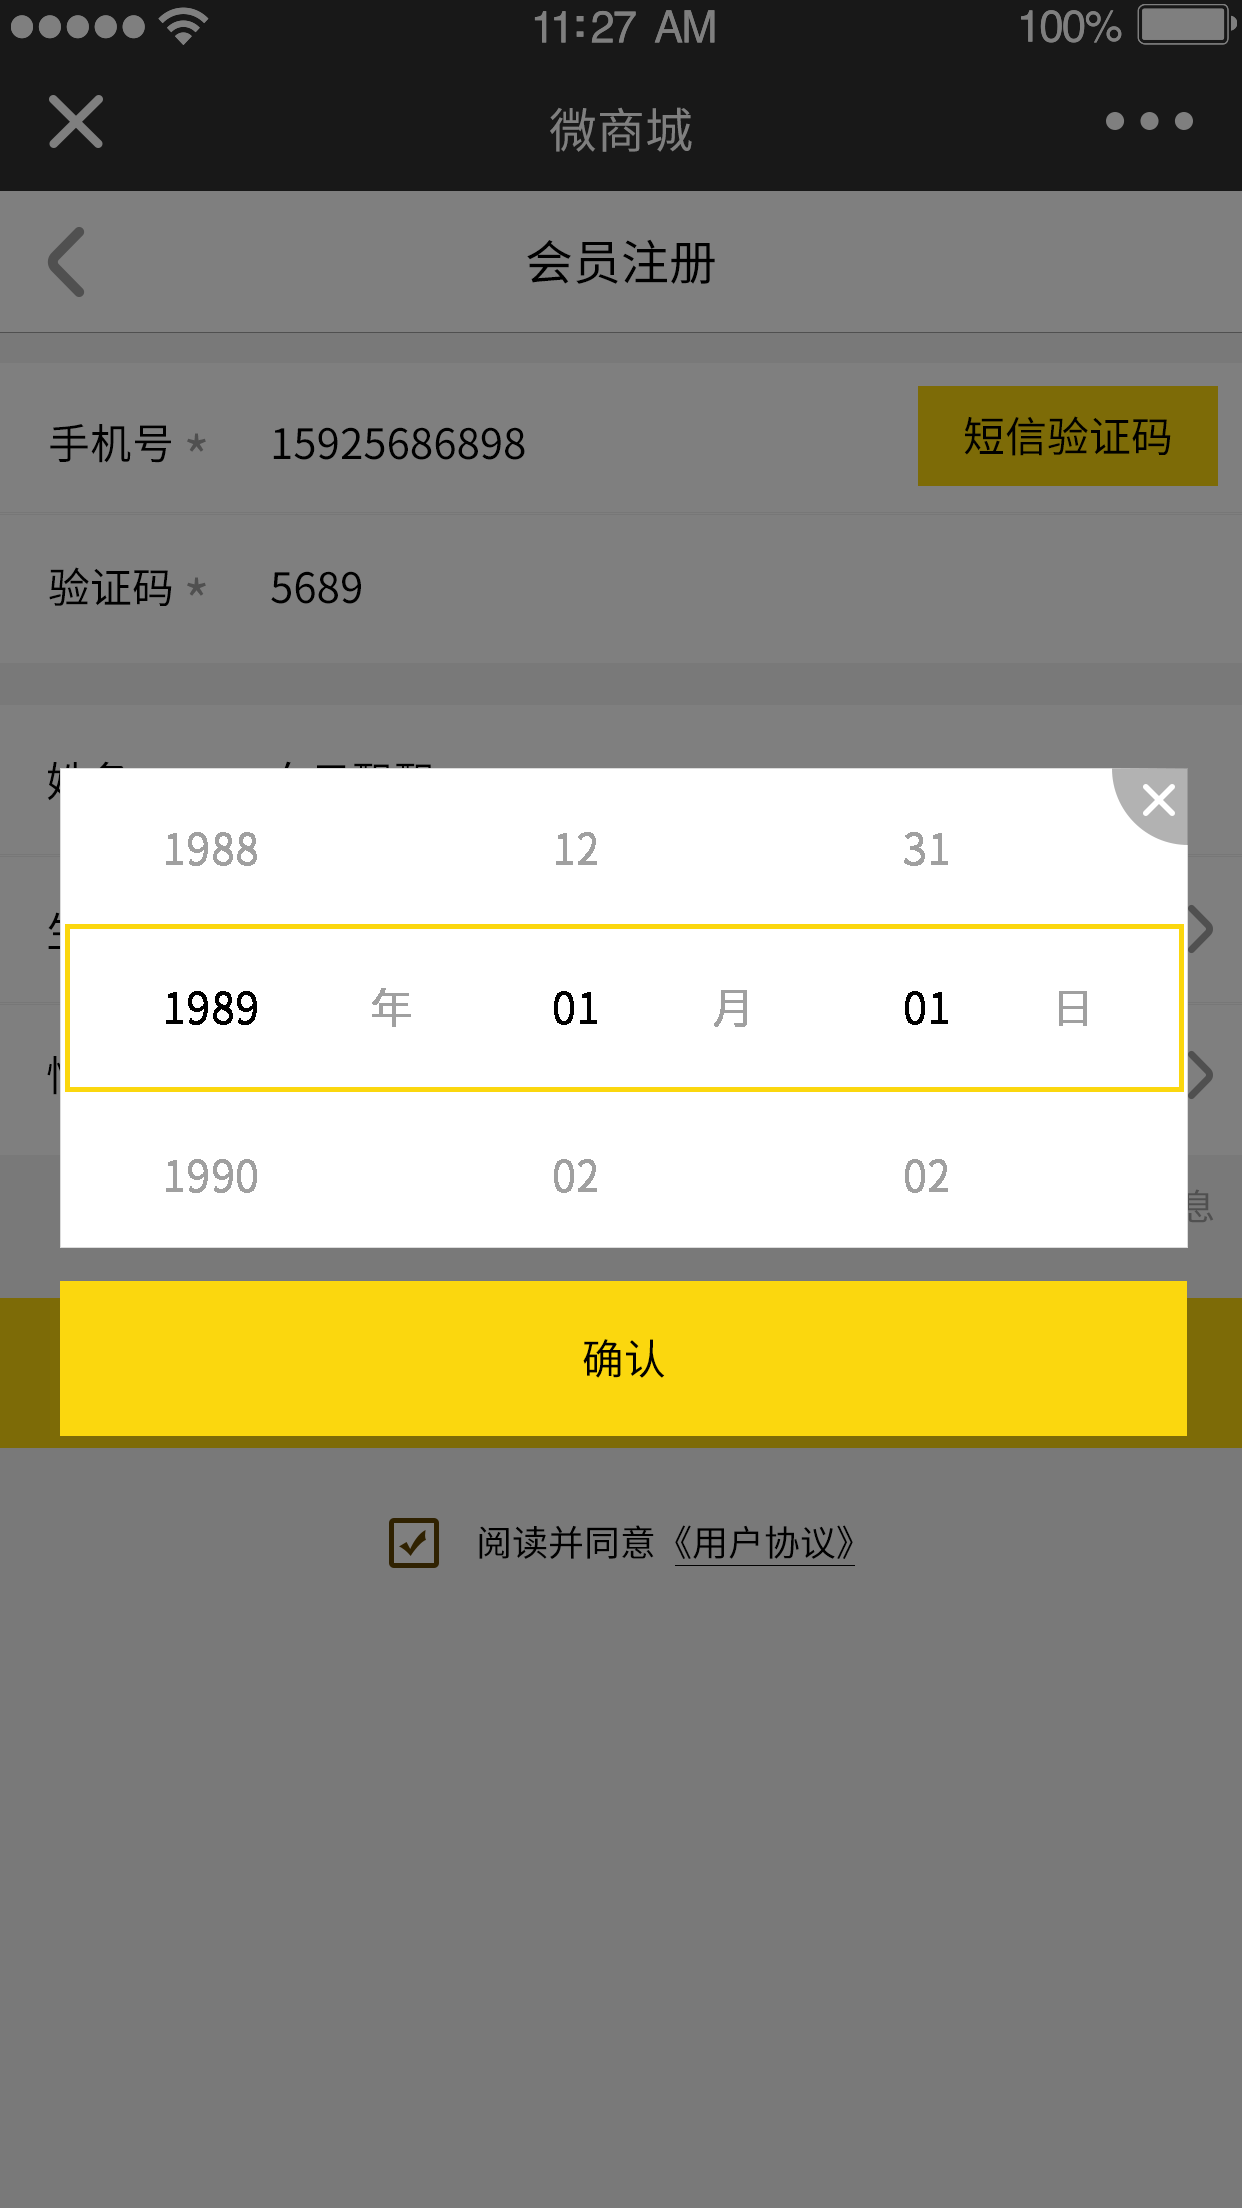 11:27 AM 100%
微商城
会员注册
手机号 * 15925686898 短信验证码
验证码 * 5689
1988 12 31
1989 年 01 月 01 日
1990 02 02
息
确认
阅读并同意《用户协议》